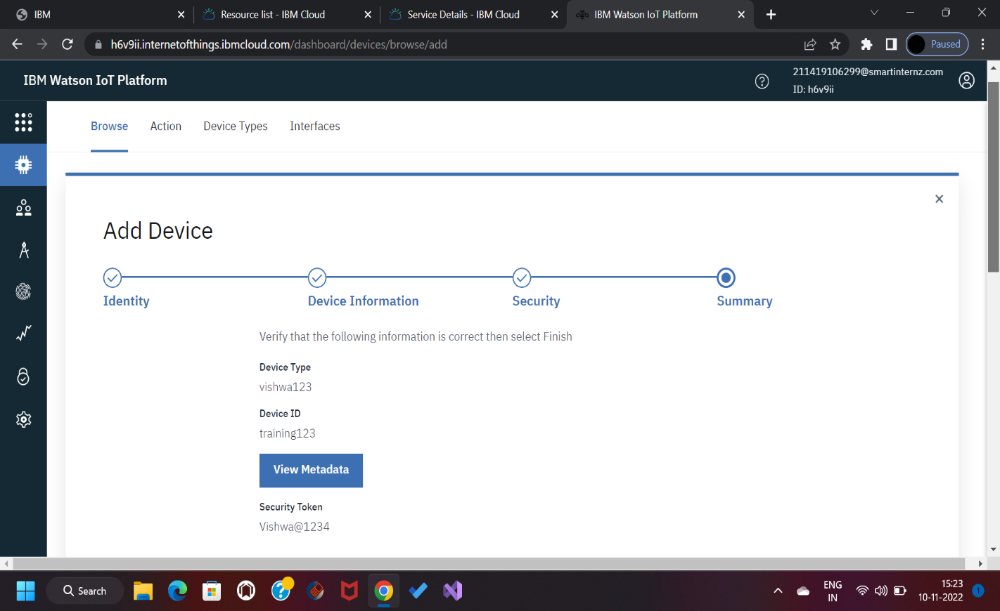 IBM
Resource list - IBM Cloud
Service Details - IBM Cloud
IBM Watson IoT Platform
h6v9ii.internetofthings.ibmcloud.com/dashboard/devices/browse/add
Paused
IBM Watson IoT Platform
211419106299@smartinternz.com
ID: h6v9ii
Browse
Action
Device Types
Interfaces
Add Device
Identity
Device Information
Security
Summary
Verify that the following information is correct then select Finish
Device Type
vishwa123
Device ID
training123
View Metadata
Security Token
Vishwa@1234
Search
ENG
IN
15:23
10-11-2022
1